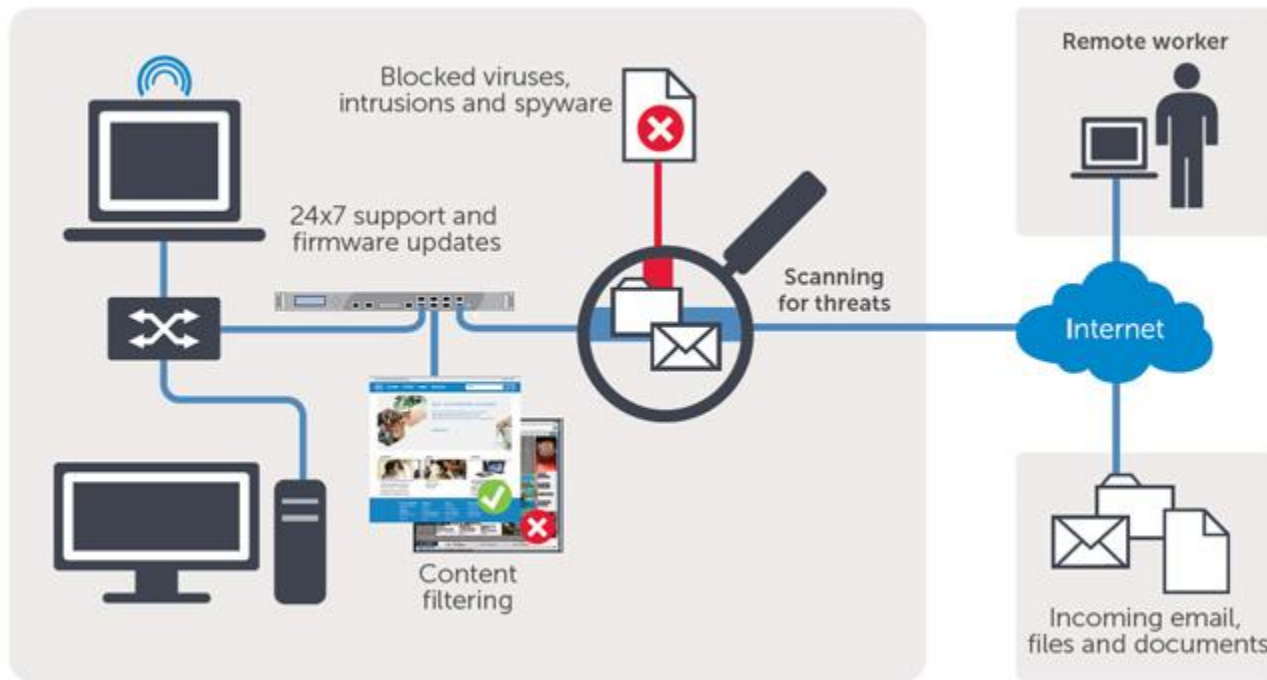 Blocked viruses,
intrusions and spyware
24x7 support and
firmware updates
Scanning
for threats
Content
filtering
Remote worker
Internet
Incoming email,
files and documents